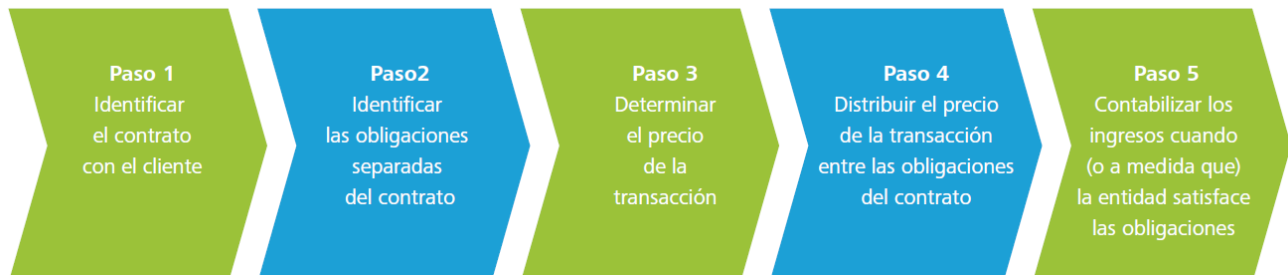 Paso 1
Identificar
el contrato
con el cliente
Paso2
Identificar
las obligaciones
separadas
del contrato
Paso 3
Determinar
el precio
de la
transacción
Paso 4
Distribuir el precio
de la transacción
entre las obligaciones
del contrato
Paso 5
Contabilizar los
ingresos cuando
(o a medida que)
la entidad satisface
las obligaciones